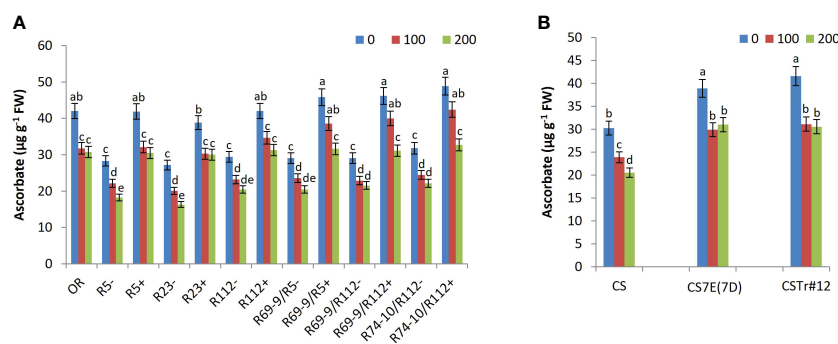 A
Ascorbate (µg g⁻¹ FW)
0 100 200
60
50
40
30
20
10
0
ab c c
c d e
ab c c
c d e
b c c
c d de
ab c c
c d de
a ab c
c d d
a ab c
c d d
a ab c
OR
R5-
R5+
R23-
R23+
R112-
R112+
R69-9/R5-
R69-9/R5+
R69-9/R112-
R69-9/R112+
R74-10/R112-
R74-10/R112+
B
Ascorbate (µg g⁻¹ FW)
0 100 200
50
45
40
35
30
25
20
15
10
5
0
b c d
a b b
a b b
CS
CS7E(7D)
CSTr#12